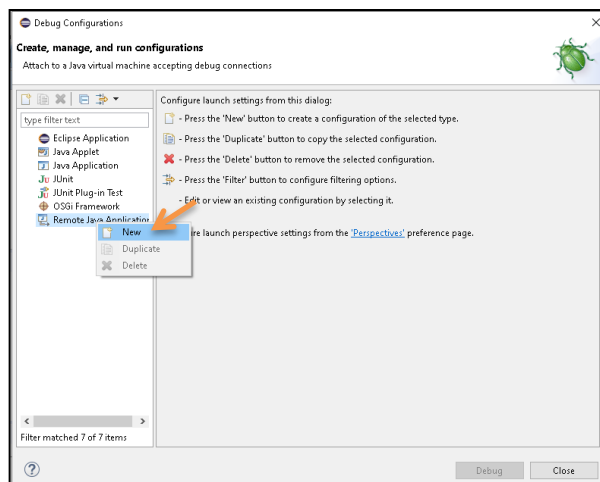 Debug Configurations
Create, manage, and run configurations
Attach to a Java virtual machine accepting debug connections
type filter text
Eclipse Application
Java Applet
Java Application
JUnit
JUnit Plug-in Test
OSGi Framework
Remote Java Application
New
Duplicate
Delete
Filter matched 7 of 7 items
Configure launch settings from this dialog:
- Press the 'New' button to create a configuration of the selected type.
- Press the 'Duplicate' button to copy the selected configuration.
- Press the 'Delete' button to remove the selected configuration.
- Press the 'Filter' button to configure filtering options.
- Edit or view an existing configuration by selecting it.
re launch perspective settings from the 'Perspectives' preference page.
Debug
Close